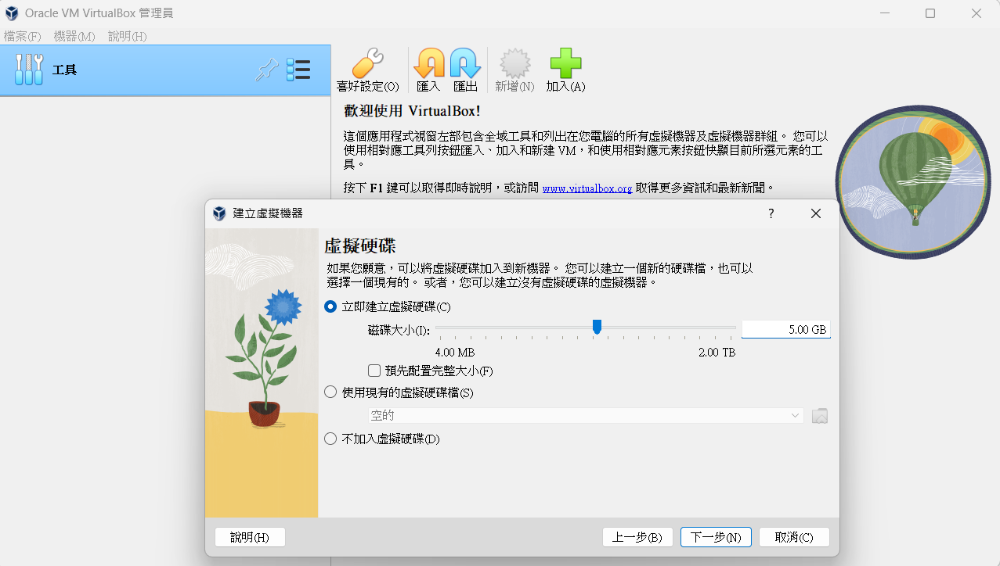 Oracle VM VirtualBox 管理員
檔案(F) 機器(M) 說明(H)
工具
喜好設定(O) 匯入 匯出 新增(N) 加入(A)
歡迎使用 VirtualBox!
這個應用程式視窗左部包含全域工具和列出在您電腦的所有虛擬機器及虛擬機器群組。 您可以
使用相對應工具列按鈕匯入、加入和新建 VM，和使用相對應元素按鈕快顯目前所選元素的工
具。
按下 F1 鍵可以取得即時說明，或訪問 www.virtualbox.org 取得更多資訊和最新新聞。
建立虛擬機器 ?
虛擬硬碟
如果您願意，可以將虛擬硬碟加入到新機器。 您可以建立一個新的硬碟檔，也可以
選擇一個現有的。 或者，您可以建立沒有虛擬硬碟的虛擬機器。
立即建立虛擬硬碟(C)
磁碟大小(I): 5.00 GB
4.00 MB 2.00 TB
預先配置完整大小(F)
使用現有的虛擬硬碟檔(S)
空的
不加入虛擬硬碟(D)
說明(H) 上一步(B) 下一步(N) 取消(C)